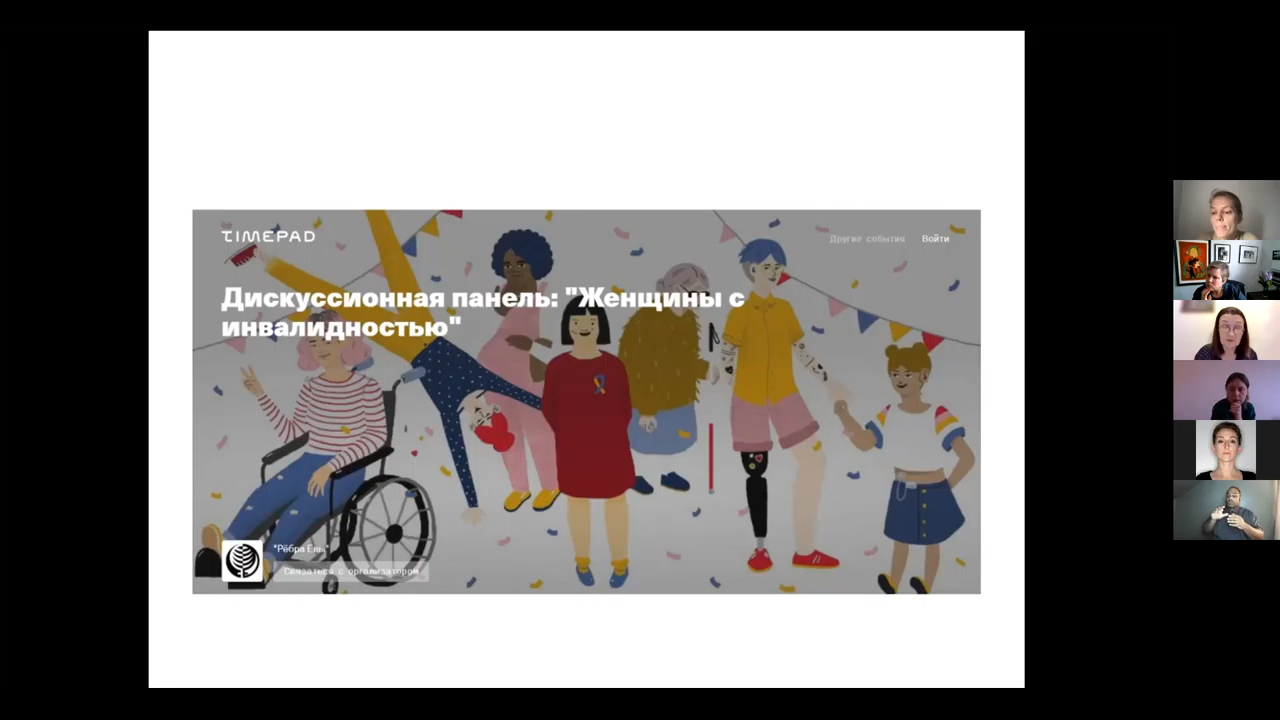 TIMEPAD
Другие события
Войти
Дискуссионная панель: "Женщины с
инвалидностью"
"Рёбра Евы"
Связаться с организатором